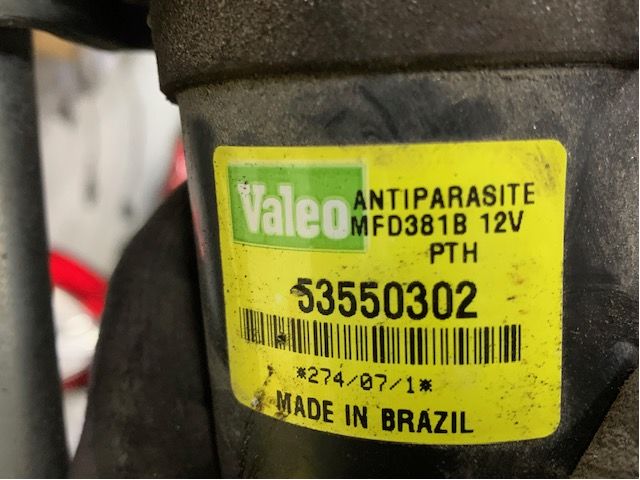 Valeo
ANTIPARASITE
MFD381B 12V
PTH
53550302
*274/07/1*
MADE IN BRAZIL